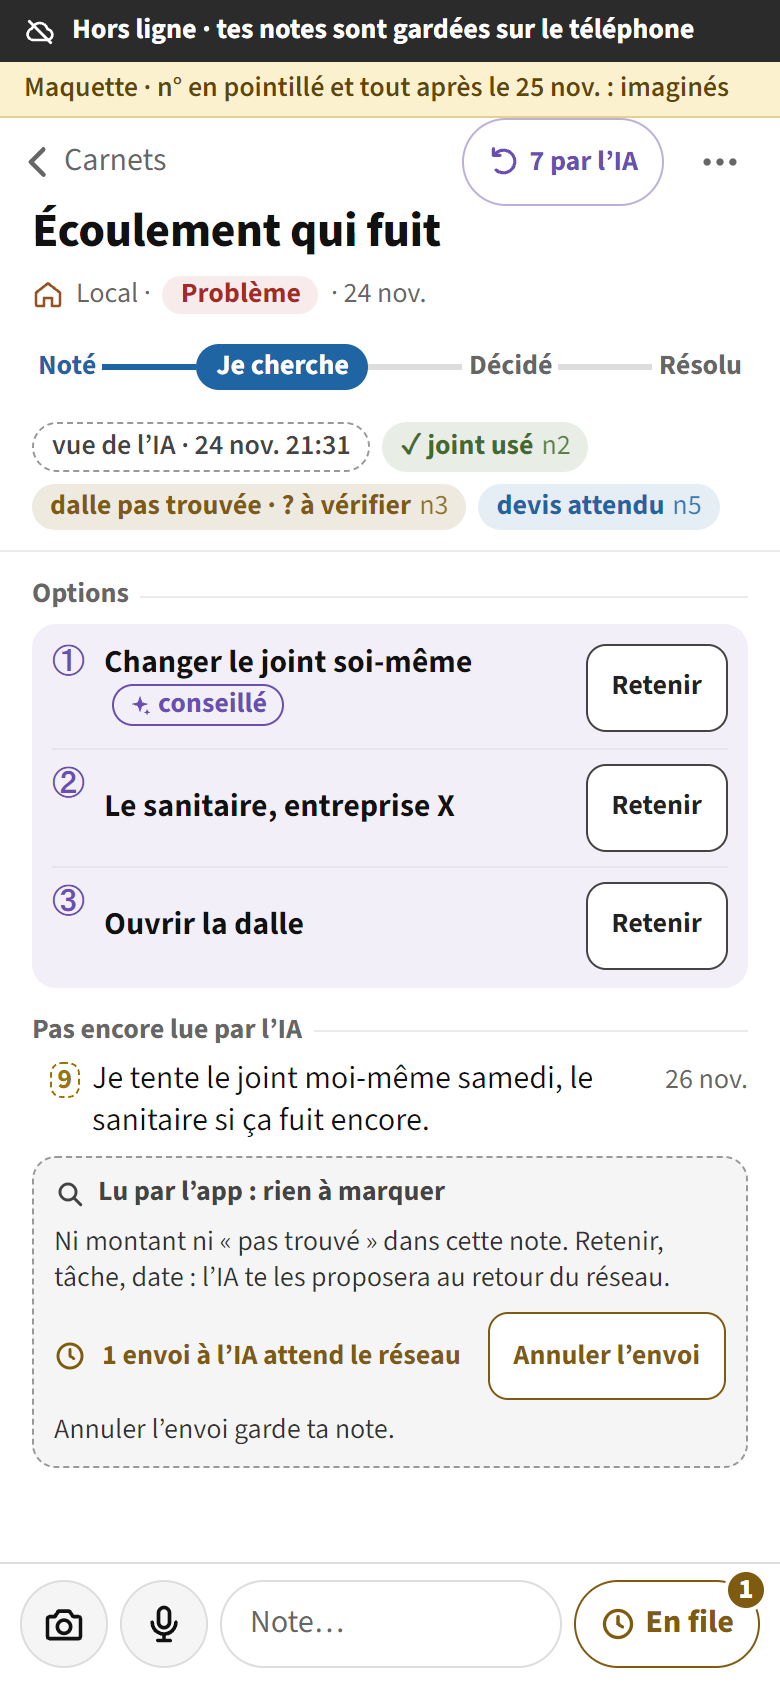 Hors ligne · tes notes sont gardées sur le téléphone
Maquette · n° en pointillé et tout après le 25 nov. : imaginés
Carnets
7 par l’IA
Écoulement qui fuit
Local · Problème · 24 nov.
Noté Je cherche Décidé Résolu
vue de l’IA · 24 nov. 21:31 ✓ joint usé n2
dalle pas trouvée · ? à vérifier n3 devis attendu n5
Options
① Changer le joint soi-même
conseillé
Retenir
② Le sanitaire, entreprise X
Retenir
③ Ouvrir la dalle
Retenir
Pas encore lue par l’IA
9 Je tente le joint moi-même samedi, le 26 nov.
sanitaire si ça fuit encore.
Lu par l’app : rien à marquer
Ni montant ni « pas trouvé » dans cette note. Retenir,
tâche, date : l’IA te les proposera au retour du réseau.
1 envoi à l’IA attend le réseau Annuler l’envoi
Annuler l’envoi garde ta note.
Note… En file 1